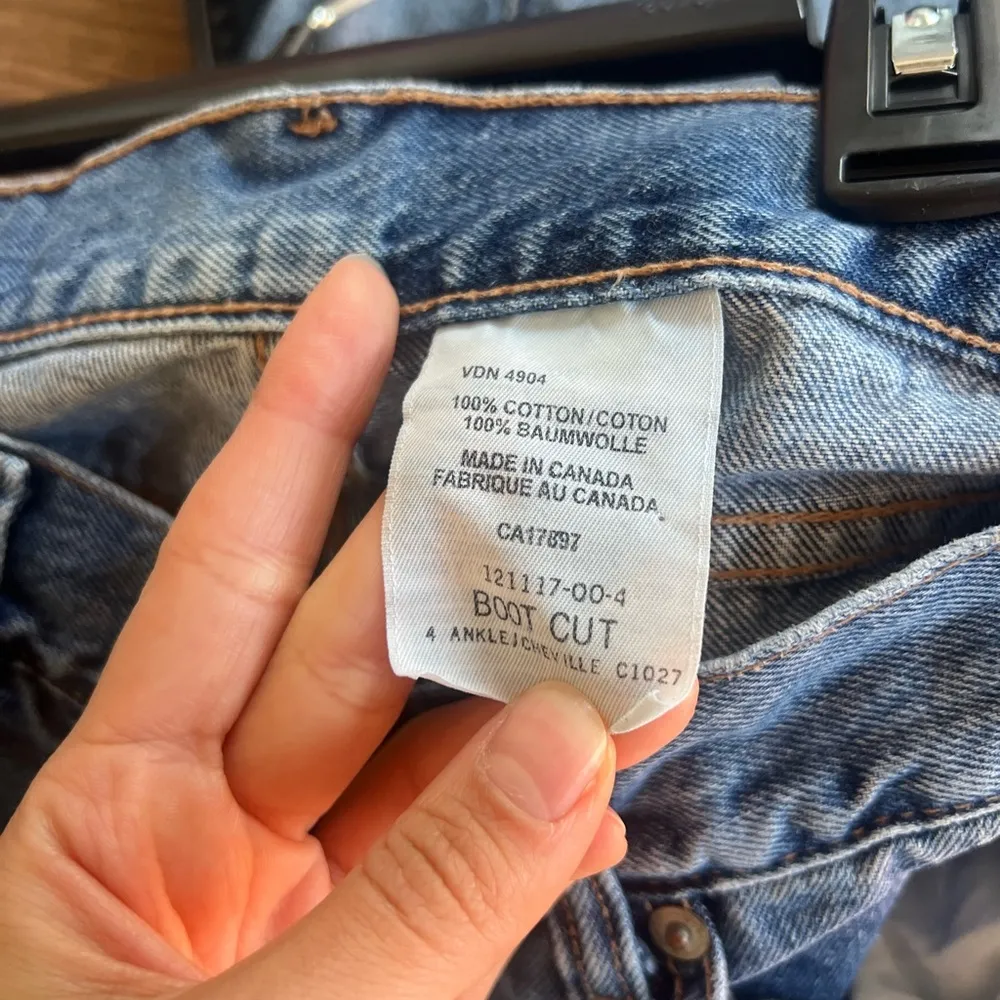 VDN 4904
100% COTTON/COTON
100% BAUMWOLLE
MADE IN CANADA
FABRIQUE AU CANADA
CA17897
121117-00-4
BOOT CUT
4 ANKLE/CHEVILLE C1027